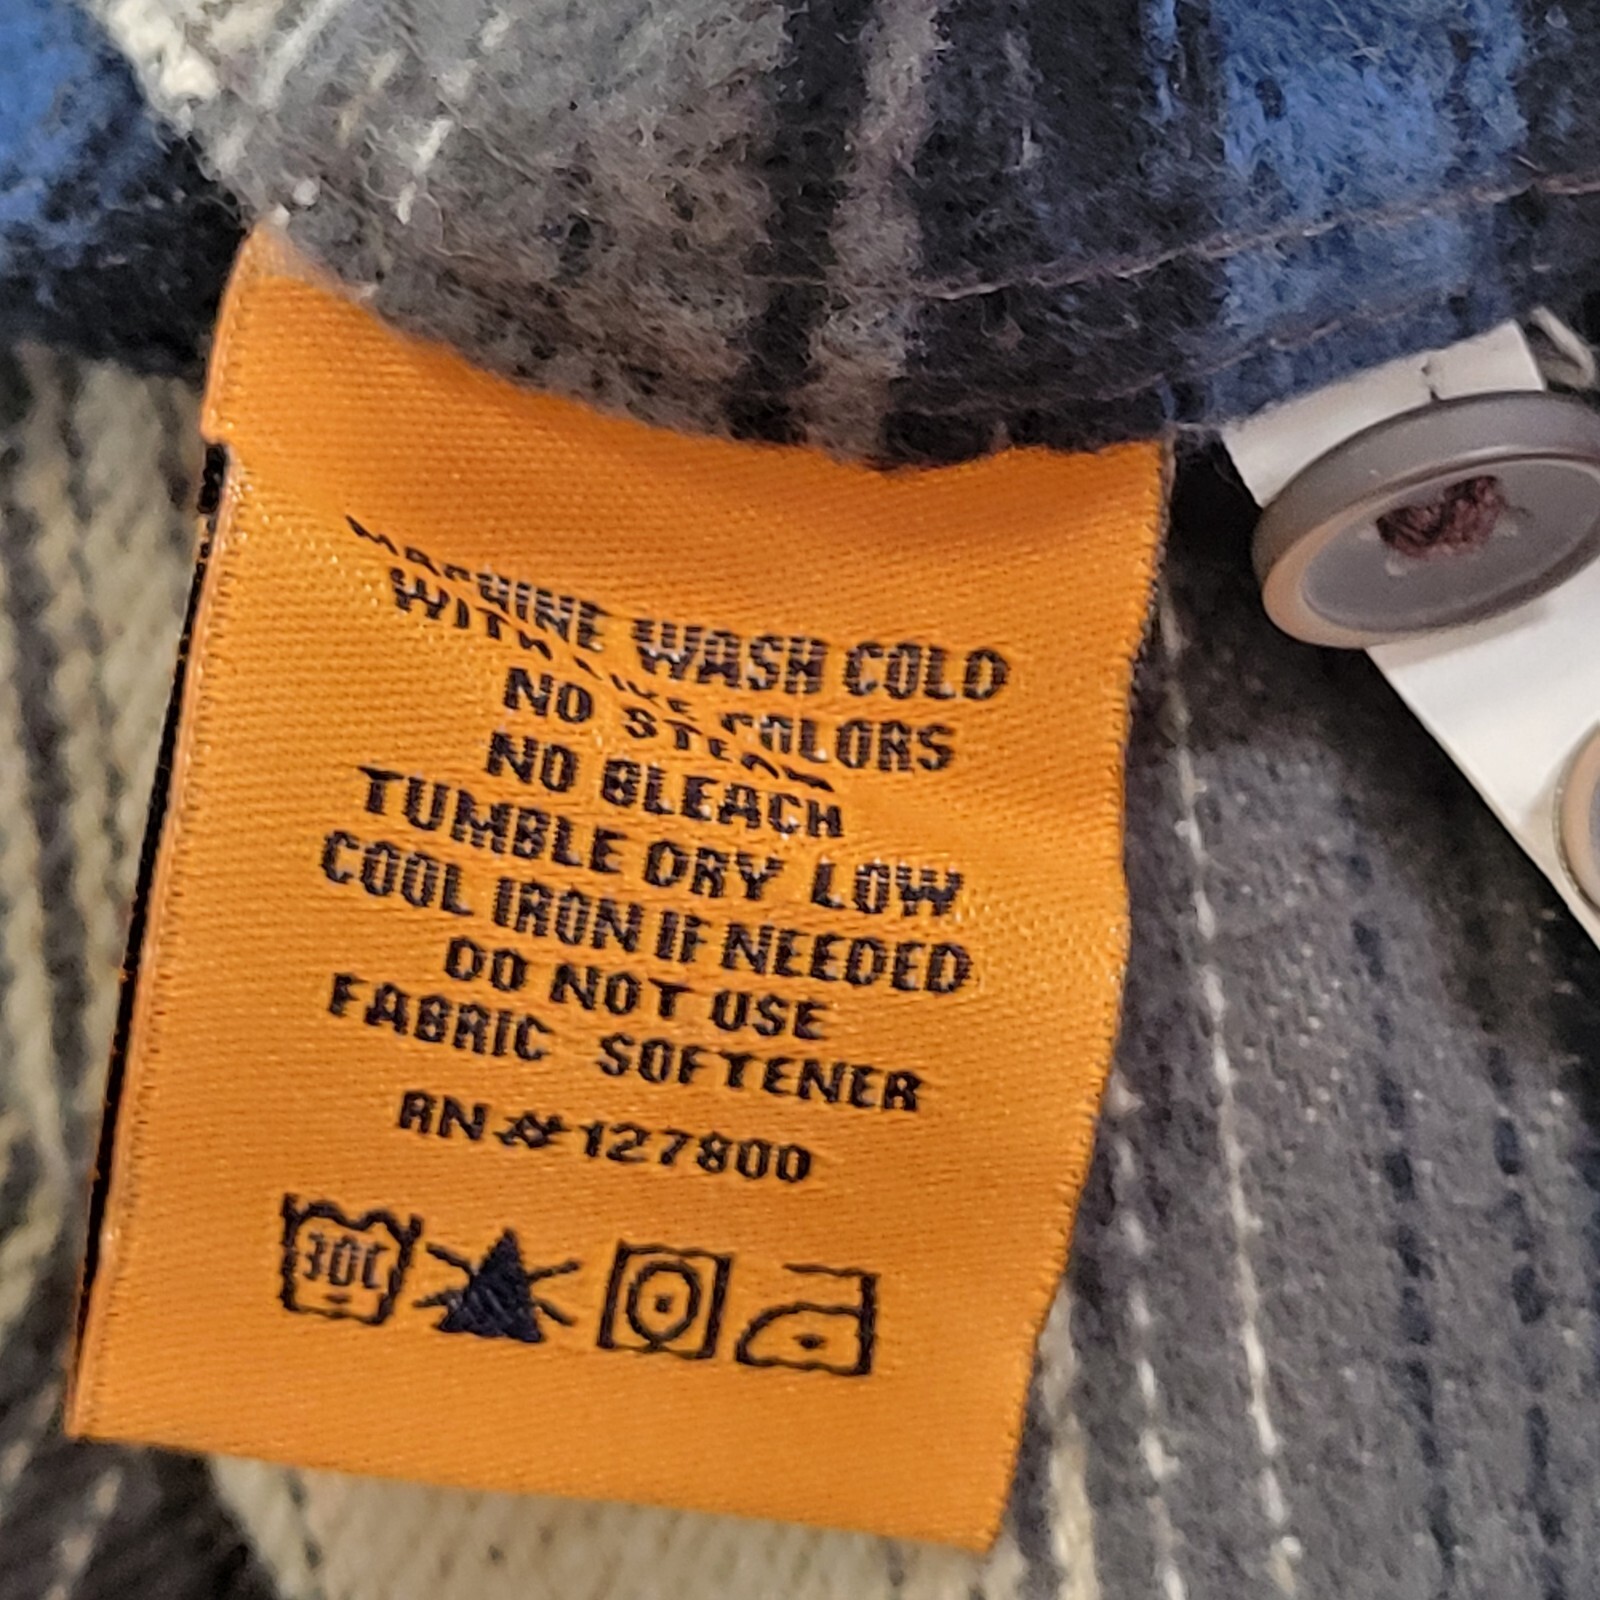 MACHINE WASH COLD
WITH LIKE COLORS
NO STEAM
NO BLEACH
TUMBLE DRY LOW
COOL IRON IF NEEDED
DO NOT USE
FABRIC SOFTENER
RN#127800
30C